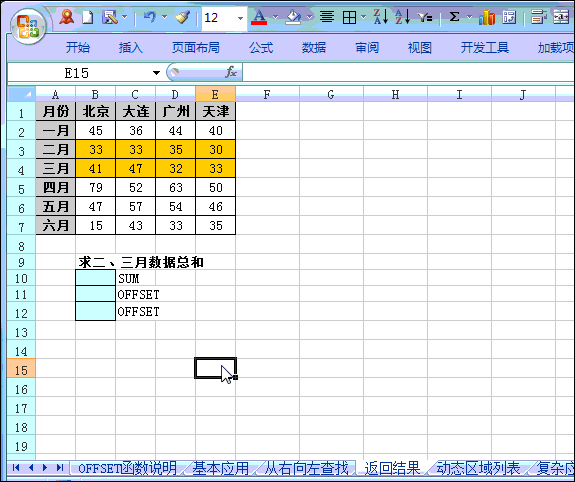 12 A
开始 插入 页面布局 公式 数据 审阅 视图 开发工具 加载项
E15 fx
A B C D E F G H I J
1 月份 北京 大连 广州 天津
2 一月 45 36 44 40
3 二月 33 33 35 30
4 三月 41 47 32 33
5 四月 79 52 63 50
6 五月 47 57 54 46
7 六月 15 43 33 35
8
9 求二、三月数据总和
10 SUM
11 OFFSET
12 OFFSET
13
14
15
16
17
18
19
OFFSET函数说明 基本应用 从右向左查找 返回结果 动态区域列表 复杂应